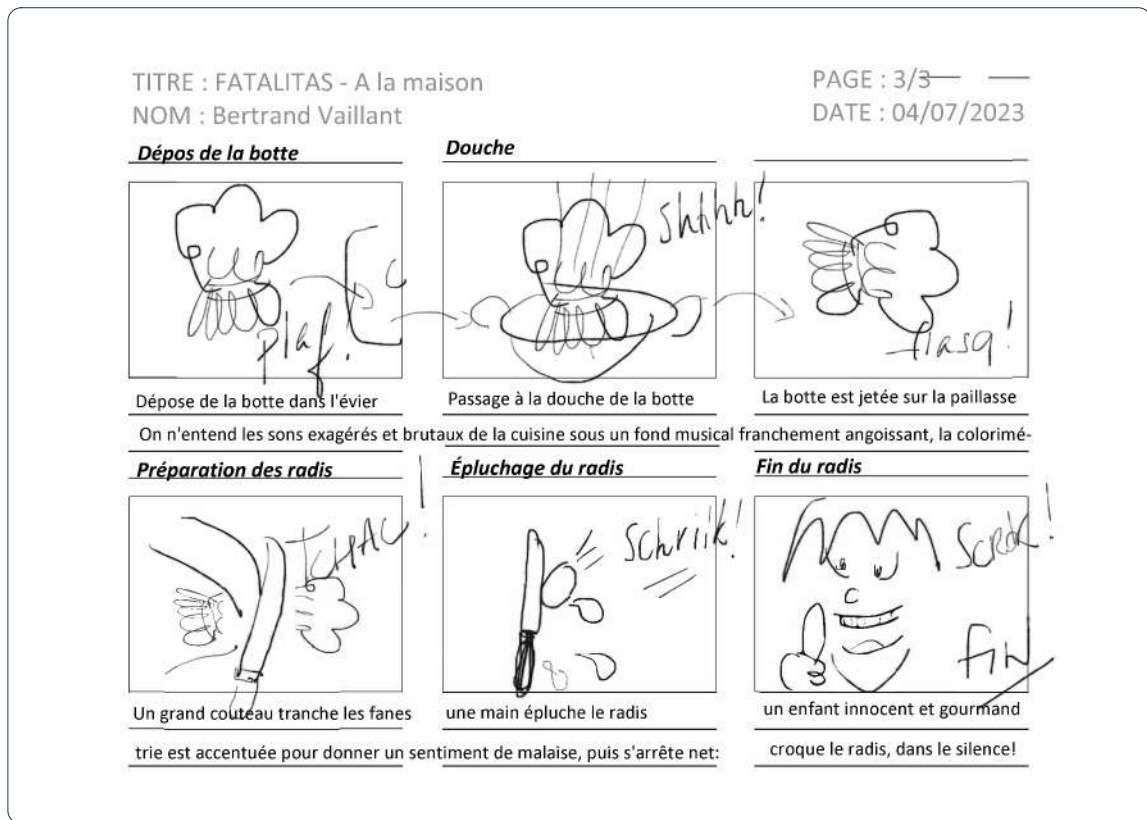 TITRE : FATALITAS - A la maison
PAGE : 3/3
NOM : Bertrand Vaillant
DATE : 04/07/2023
Dépos de la botte
Douche
Plaf!
Shhhh!
flasq!
Dépose de la botte dans l'évier
Passage à la douche de la botte
La botte est jetée sur la paillasse
On n'entend les sons exagérés et brutaux de la cuisine sous un fond musical franchement angoissant, la colorimé-
Préparation des radis
Épluchage du radis
Fin du radis
TCHAC!
Schriik!
SCROK!
FIN
Un grand couteau tranche les fanes
une main épluche le radis
un enfant innocent et gourmand
trie est accentuée pour donner un sentiment de malaise, puis s'arrête net:
croque le radis, dans le silence!